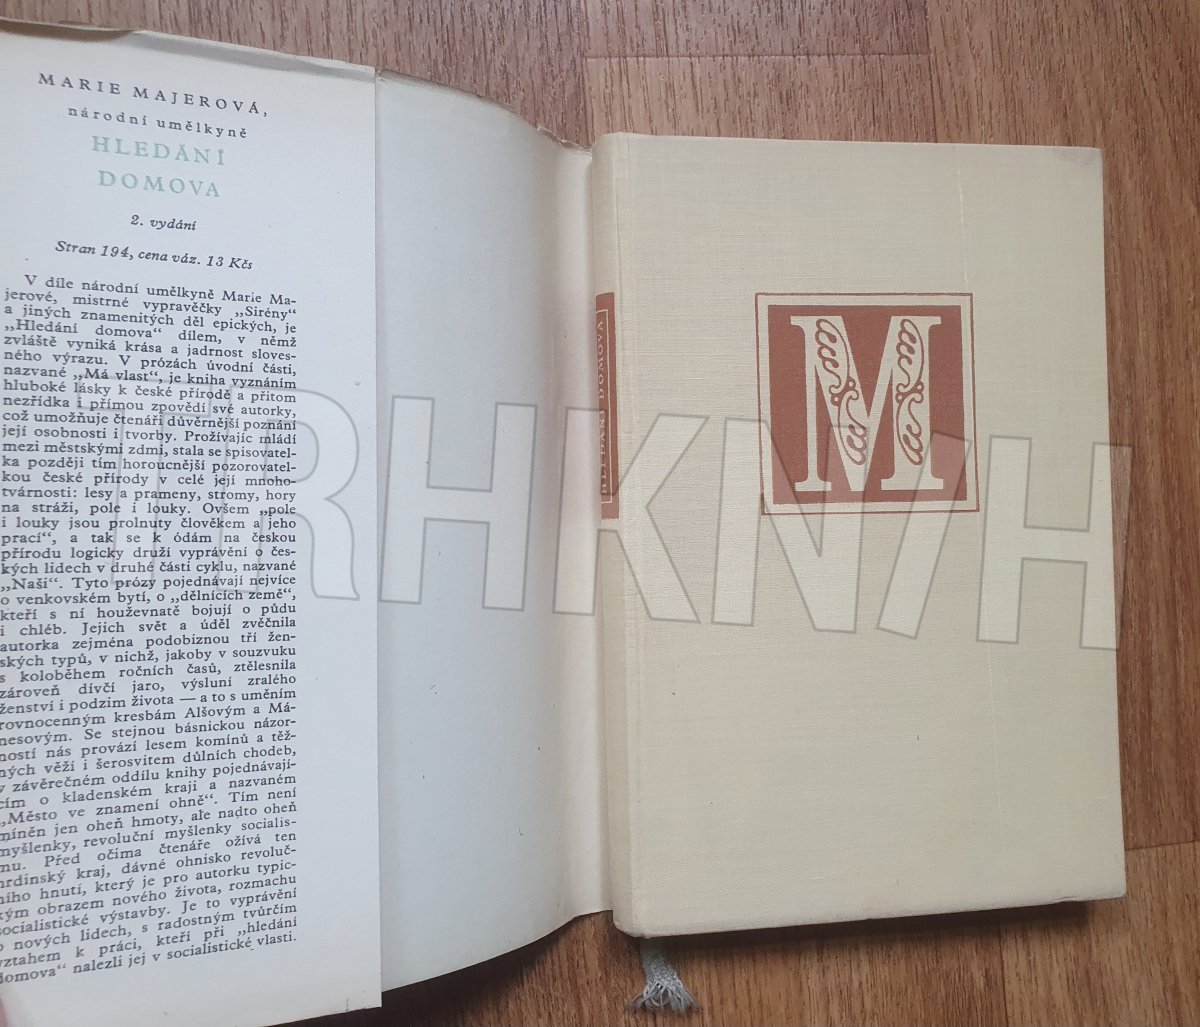 MARIE MAJEROVÁ,
národní umělkyně
HLEDÁNÍ
DOMOVA
2. vydání
Stran 194, cena váz. 13 Kčs
V díle národní umělkyně Marie Ma-
jerové, mistrné vypravěčky „Sirény“
a jiných znamenitých děl epických, je
„Hledání domova“ dílem, v němž
zvláště vyniká krása a jadrnost sloves-
ného výrazu. V prózách úvodní části,
nazvané „Má vlast“, je kniha vyznáním
hluboké lásky k české přírodě a přitom
nezřídka i přímou zpovědí své autorky,
což umožňuje čtenáři důvěrnější poznání
její osobnosti i tvorby. Prožívajíc mládí
mezi městskými zdmi, stala se spisovatel-
ka později tím horoucnější pozorovatel-
kou české přírody v celé její mnoho-
tvárnosti: lesy a prameny, stromy, hory
na stráži, pole i louky. Ovšem „pole
i louky jsou prolnuty člověkem a jeho
prací“, a tak se k ódám na českou
přírodu logicky druží vyprávění o čes-
kých lidech v druhé části cyklu, nazvané
„Naši“. Tyto prózy pojednávají nejvíce
o venkovském bytí, o „dělnících země“,
kteří s ní houževnatě bojují o půdu
i chléb. Jejich svět a úděl zvěčnila
autorka zejména podobiznou tří žen-
ských typů, v nichž, jakoby v souzvuku
s koloběhem ročních časů, ztělesnila
zároveň dívčí jaro, výsluní zralého
ženství i podzim života — a to s uměním
rovnocenným kresbám Alšovým a Má-
nesovým. Se stejnou básnickou názor-
ností nás provází lesem komínů a těž-
ných věží i šerosvitem důlních chodeb,
v závěrečném oddílu knihy pojednávají-
cím o kladenském kraji a nazvaném
„Město ve znamení ohně“. Tím není
míněn jen oheň hmoty, ale nadto oheň
myšlenky, revoluční myšlenky socialis-
mu. Před očima čtenáře ožívá ten
hrdinský kraj, dávné ohnisko revoluč-
ního hnutí, který je pro autorku typic-
kým obrazem nového života, rozmachu
socialistické výstavby. Je to vyprávění
o nových lidech, s radostným tvůrčím
vztahem k práci, kteří při „hledání
domova“ nalezli jej v socialistické vlasti.
HLEDÁNÍ DOMOVA
M
TRHKNIH